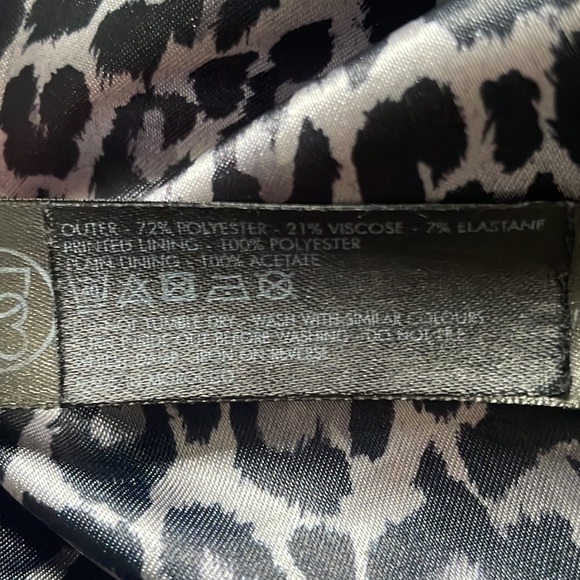 OUTER - 72% POLYESTER - 21% VISCOSE - 7% ELASTANE
PRINTED LINING - 100% POLYESTER
PLAIN LINING - 100% ACETATE
NOT TUMBLE DRY - WASH WITH SIMILAR COLOURS
INSIDE OUT BEFORE WASHING - DO NOT
DAMP - IRON ON REVERSE